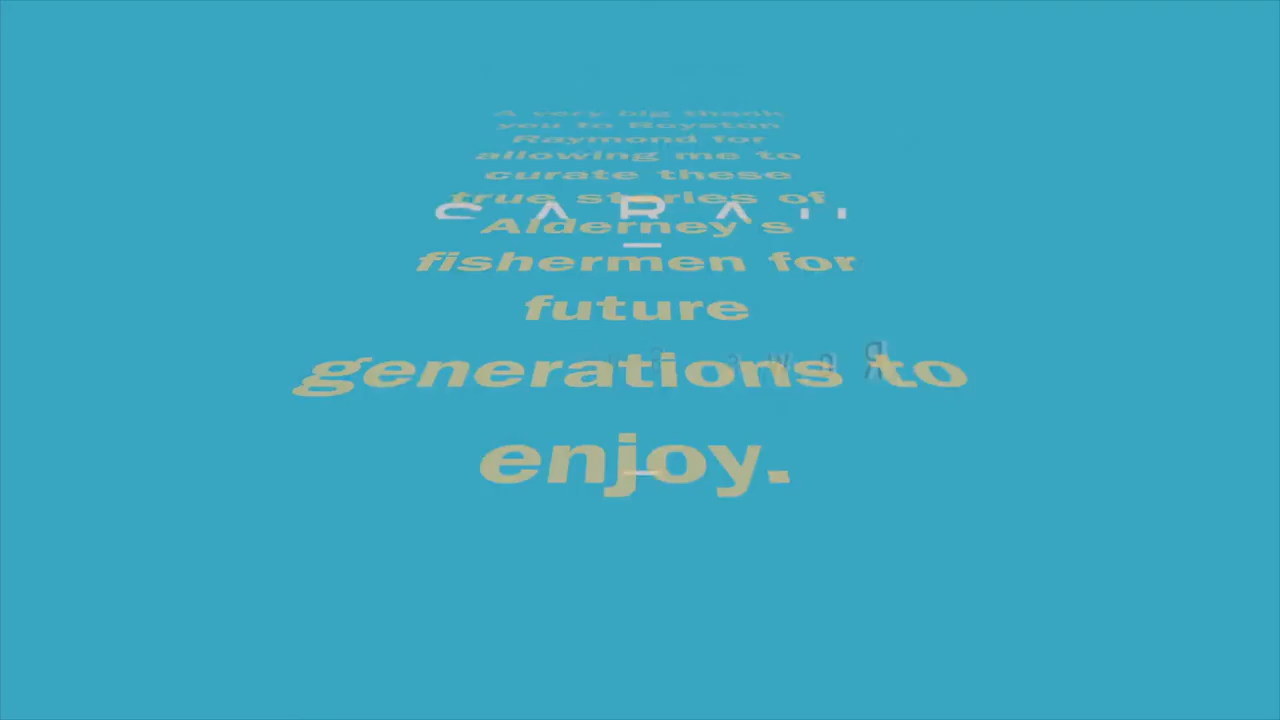 A very big thank
you to Royston
Raymond for
allowing me to
curate these
true stories of
SARAH
Alderney's
fishermen for
future
generations to
enjoy.